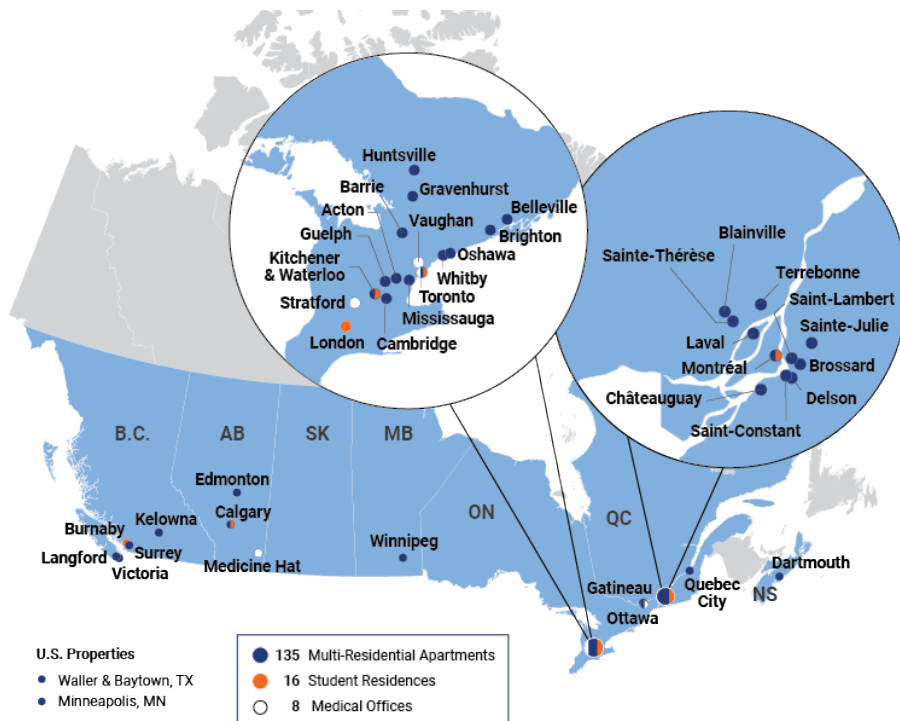 Huntsville
Barrie
Gravenhurst
Acton
Vaughan
Belleville
Guelph
Brighton
Kitchener
& Waterloo
Oshawa
Whitby
Stratford
Toronto
Mississauga
London
Cambridge
Blainville
Sainte-Thérèse
Terrebonne
Saint-Lambert
Sainte-Julie
Laval
Montréal
Brossard
Châteauguay
Delson
Saint-Constant
B.C.
AB
SK
MB
ON
QC
NS
Edmonton
Calgary
Kelowna
Burnaby
Surrey
Langford
Victoria
Medicine Hat
Winnipeg
Gatineau
Ottawa
Quebec
City
Dartmouth
U.S. Properties
Waller & Baytown, TX
Minneapolis, MN
135 Multi-Residential Apartments
16 Student Residences
8 Medical Offices